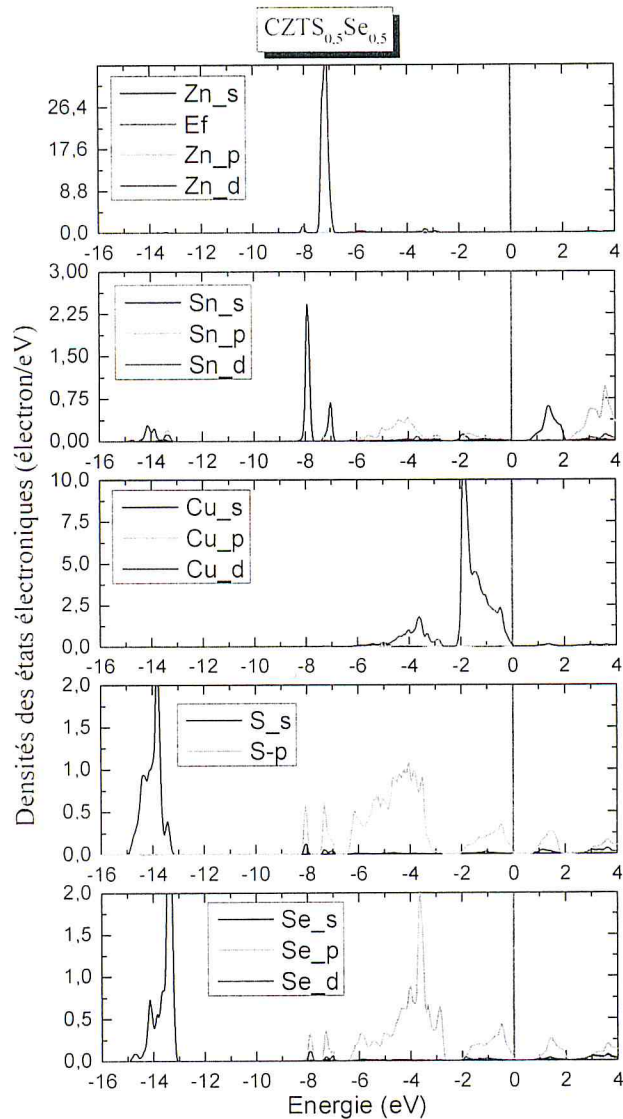 CZTS0,5Se0,5
Densités des états électroniques (électron/eV)
26,4
17,6
8,8
0,0
Zn_s
Ef
Zn_p
Zn_d
-16 -14 -12 -10 -8 -6 -4 -2 0 2 4
3,00
2,25
1,50
0,75
0,00
Sn_s
Sn_p
Sn_d
-16 -14 -12 -10 -8 -6 -4 -2 0 2 4
10,0
7,5
5,0
2,5
0,0
Cu_s
Cu_p
Cu_d
-16 -14 -12 -10 -8 -6 -4 -2 0 2 4
2,0
1,5
1,0
0,5
0,0
S_s
S-p
-16 -14 -12 -10 -8 -6 -4 -2 0 2 4
2,0
1,5
1,0
0,5
0,0
Se_s
Se_p
Se_d
-16 -14 -12 -10 -8 -6 -4 -2 0 2 4
Energie (eV)